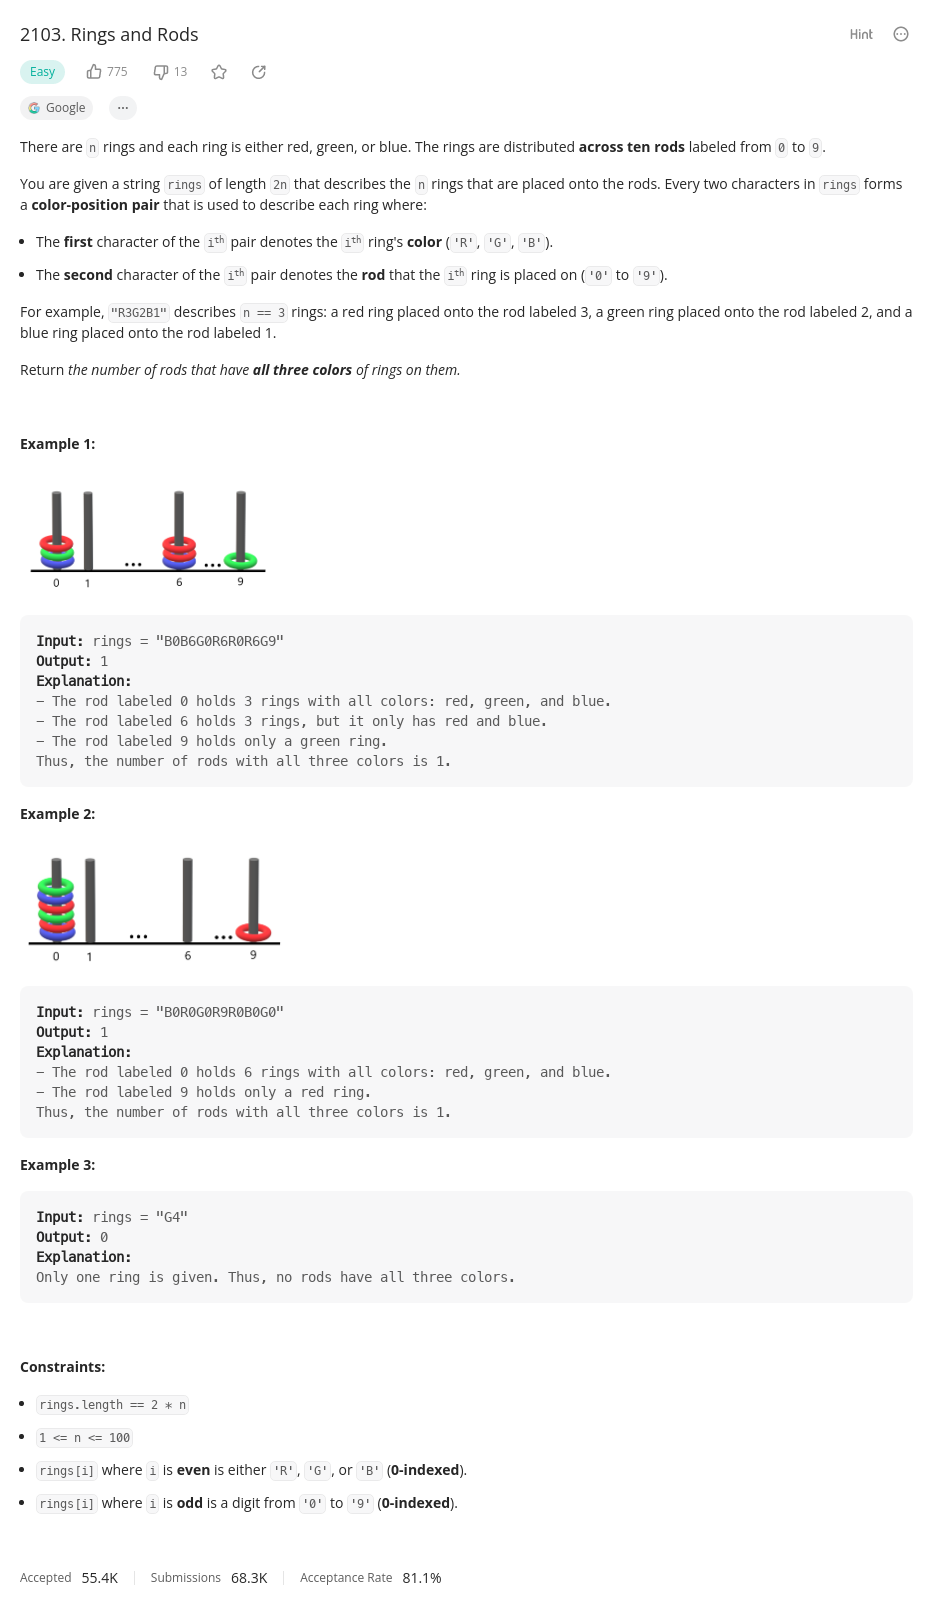 2103. Rings and Rods
Hint
Easy 775 13
Google ...
There are n rings and each ring is either red, green, or blue. The rings are distributed across ten rods labeled from 0 to 9.
You are given a string rings of length 2n that describes the n rings that are placed onto the rods. Every two characters in rings forms
a color-position pair that is used to describe each ring where:
• The first character of the iᵗʰ pair denotes the iᵗʰ ring's color ('R', 'G', 'B').
• The second character of the iᵗʰ pair denotes the rod that the iᵗʰ ring is placed on ('0' to '9').
For example, "R3G2B1" describes n == 3 rings: a red ring placed onto the rod labeled 3, a green ring placed onto the rod labeled 2, and a
blue ring placed onto the rod labeled 1.
Return the number of rods that have all three colors of rings on them.
Example 1:
... ...
0 1 6 9
Input: rings = "B0B6G0R6R0R6G9"
Output: 1
Explanation:
- The rod labeled 0 holds 3 rings with all colors: red, green, and blue.
- The rod labeled 6 holds 3 rings, but it only has red and blue.
- The rod labeled 9 holds only a green ring.
Thus, the number of rods with all three colors is 1.
Example 2:
... ...
0 1 6 9
Input: rings = "B0R0G0R9R0B0G0"
Output: 1
Explanation:
- The rod labeled 0 holds 6 rings with all colors: red, green, and blue.
- The rod labeled 9 holds only a red ring.
Thus, the number of rods with all three colors is 1.
Example 3:
Input: rings = "G4"
Output: 0
Explanation:
Only one ring is given. Thus, no rods have all three colors.
Constraints:
• rings.length == 2 * n
• 1 <= n <= 100
• rings[i] where i is even is either 'R', 'G', or 'B' (0-indexed).
• rings[i] where i is odd is a digit from '0' to '9' (0-indexed).
Accepted 55.4K Submissions 68.3K Acceptance Rate 81.1%